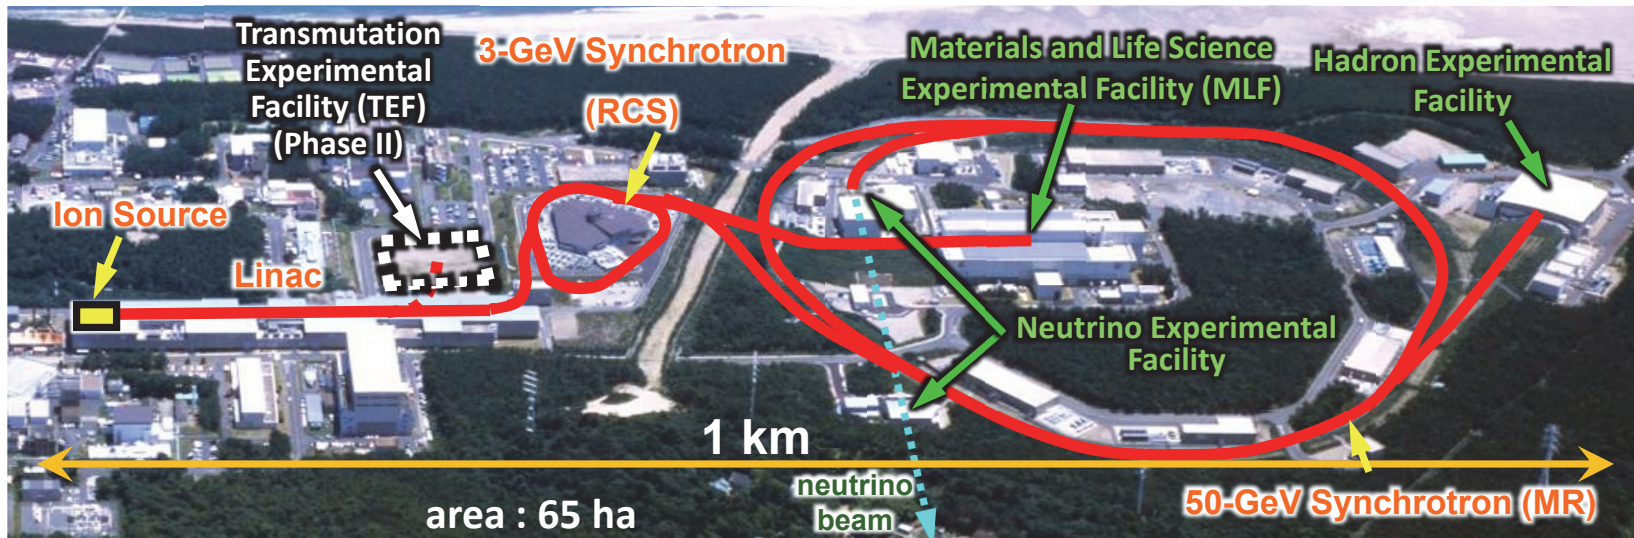 Transmutation
Experimental
Facility (TEF)
(Phase II)
3-GeV Synchrotron
(RCS)
Materials and Life Science
Experimental Facility (MLF)
Hadron Experimental
Facility
Ion Source
Linac
Neutrino Experimental
Facility
1 km
neutrino
beam
50-GeV Synchrotron (MR)
area : 65 ha